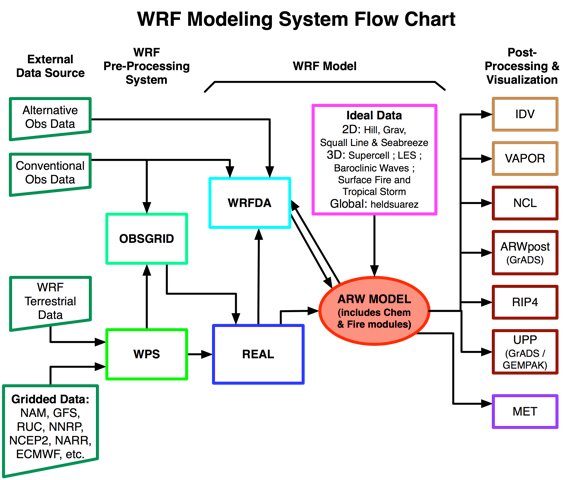 WRF Modeling System Flow Chart
External
Data Source
WRF
Pre-Processing
System
WRF Model
Post-
Processing &
Visualization
Alternative
Obs Data
Conventional
Obs Data
WRF
Terrestrial
Data
Gridded Data:
NAM, GFS,
RUC, NNRP,
NCEP2, NARR,
ECMWF, etc.
OBSGRID
WPS
WRFDA
REAL
Ideal Data
2D: Hill, Grav,
Squall Line & Seabreeze
3D: Supercell ; LES ;
Baroclinic Waves ;
Surface Fire and
Tropical Storm
Global: heldsuarez
ARW MODEL
(includes Chem
& Fire modules)
IDV
VAPOR
NCL
ARWpost
(GrADS)
RIP4
UPP
(GrADS /
GEMPAK)
MET